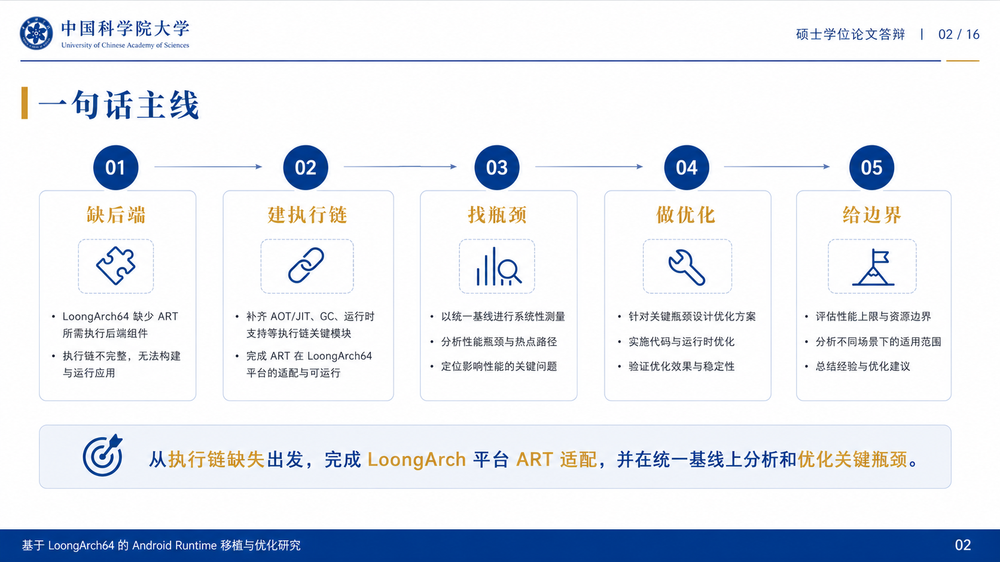 中国科学院大学
University of Chinese Academy of Sciences
硕士学位论文答辩 | 02 / 16
一句话主线
01
缺后端
• LoongArch64 缺少 ART
所需执行后端组件
• 执行链不完整，无法构建
与运行应用
02
建执行链
• 补齐 AOT/JIT、GC、运行时
支持等执行链关键模块
• 完成 ART 在 LoongArch64
平台的适配与可运行
03
找瓶颈
• 以统一基线进行系统性测量
• 分析性能瓶颈与热点路径
• 定位影响性能的关键问题
04
做优化
• 针对关键瓶颈设计优化方案
• 实施代码与运行时优化
• 验证优化效果与稳定性
05
给边界
• 评估性能上限与资源边界
• 分析不同场景下的适用范围
• 总结经验与优化建议
从执行链缺失出发，完成 LoongArch 平台 ART 适配，并在统一基线上分析和优化关键瓶颈。
基于 LoongArch64 的 Android Runtime 移植与优化研究
02